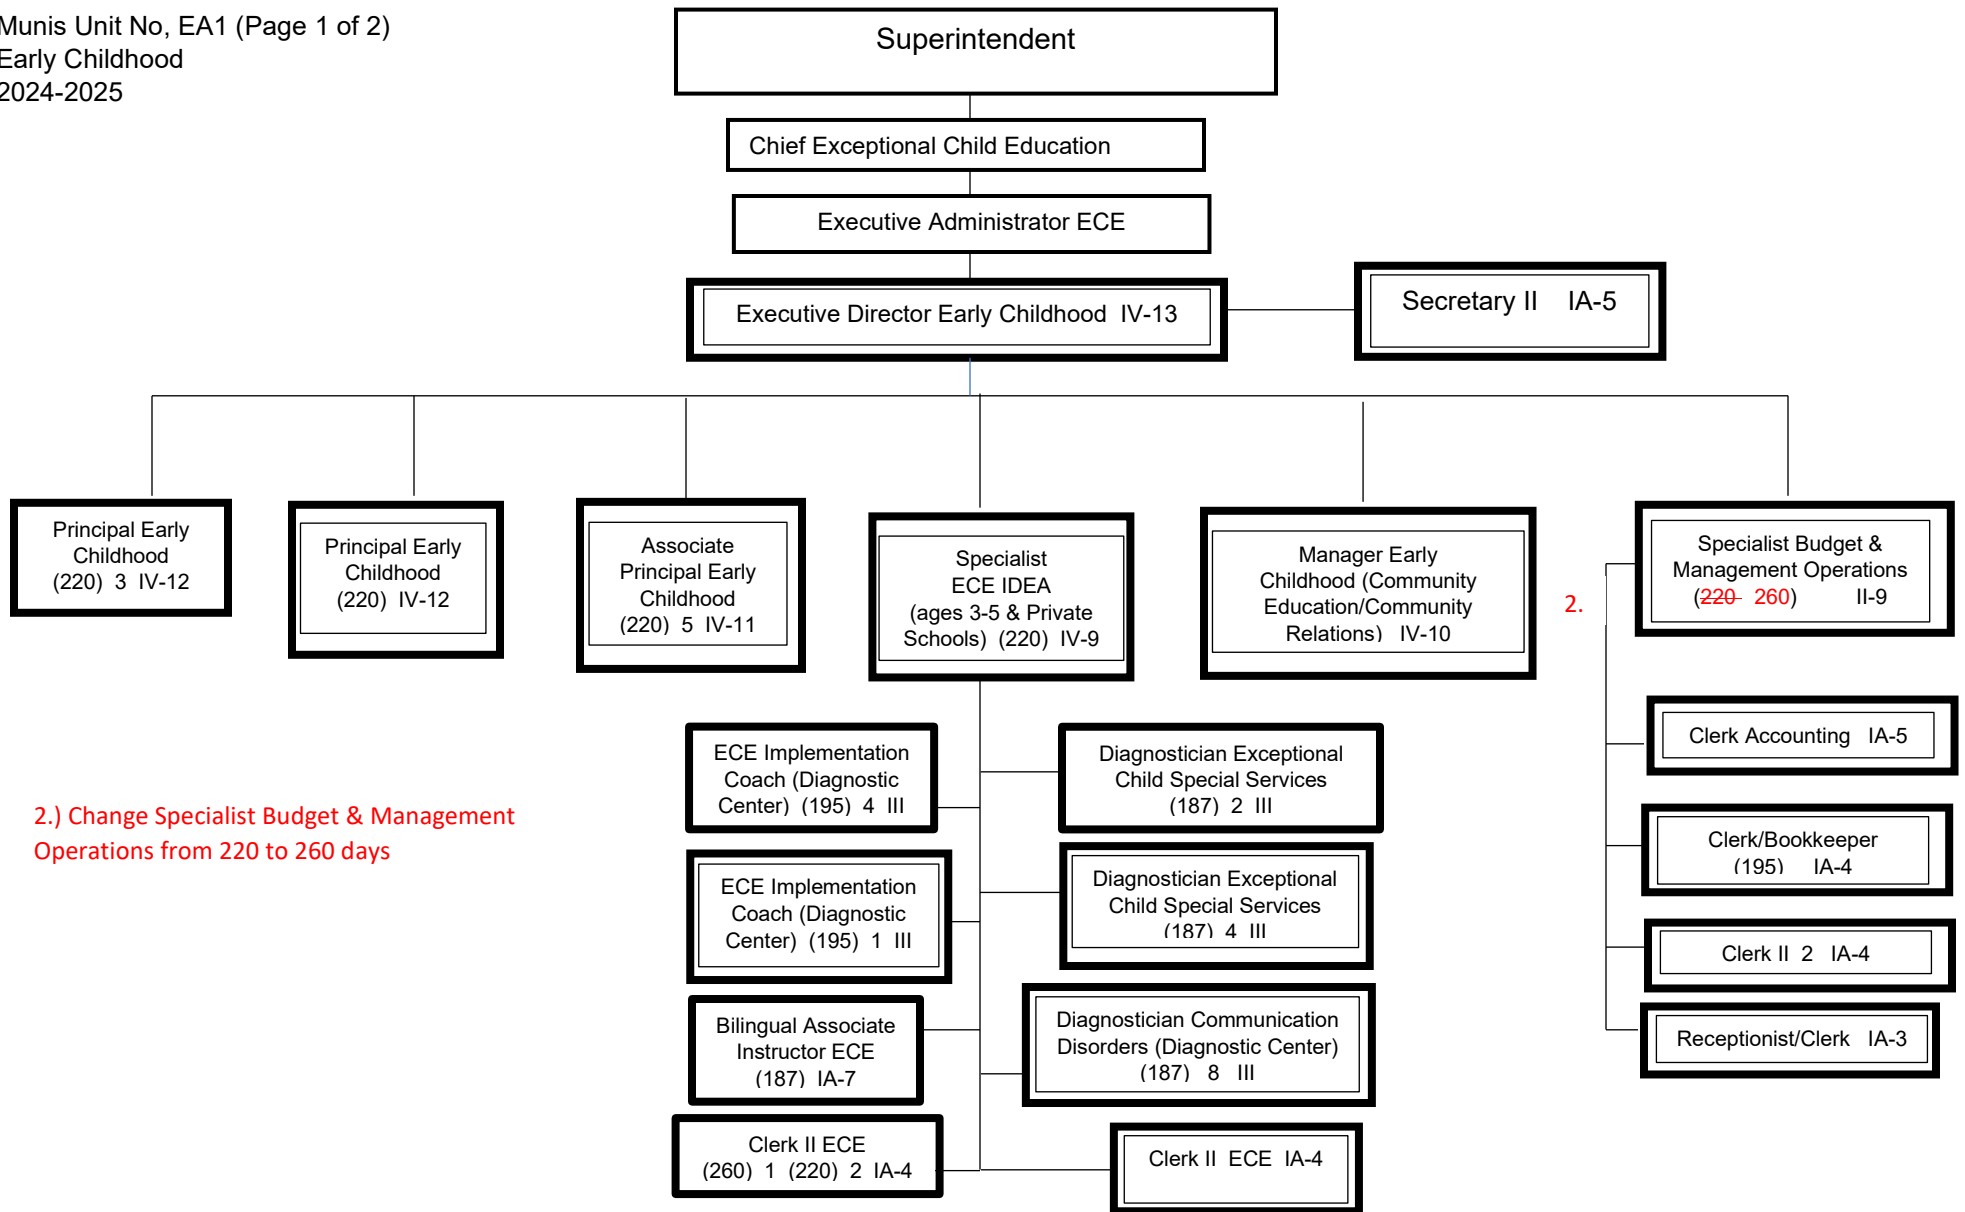 Munis Unit No, EA1 (Page 1 of 2)
Early Childhood
2024-2025
Superintendent
Chief Exceptional Child Education
Executive Administrator ECE
Executive Director Early Childhood IV-13
Secretary II IA-5
Principal Early
Childhood
(220) 3 IV-12
Principal Early
Childhood
(220) IV-12
Associate
Principal Early
Childhood
(220) 5 IV-11
Specialist
ECE IDEA
(ages 3-5 & Private
Schools) (220) IV-9
Manager Early
Childhood (Community
Education/Community
Relations) IV-10
2.
Specialist Budget &
Management Operations
(220 260) II-9
ECE Implementation
Coach (Diagnostic
Center) (195) 4 III
Diagnostician Exceptional
Child Special Services
(187) 2 III
Clerk Accounting IA-5
2.) Change Specialist Budget & Management
Operations from 220 to 260 days
ECE Implementation
Coach (Diagnostic
Center) (195) 1 III
Diagnostician Exceptional
Child Special Services
(187) 4 III
Clerk/Bookkeeper
(195) IA-4
Clerk II 2 IA-4
Bilingual Associate
Instructor ECE
(187) IA-7
Diagnostician Communication
Disorders (Diagnostic Center)
(187) 8 III
Receptionist/Clerk IA-3
Clerk II ECE
(260) 1 (220) 2 IA-4
Clerk II ECE IA-4